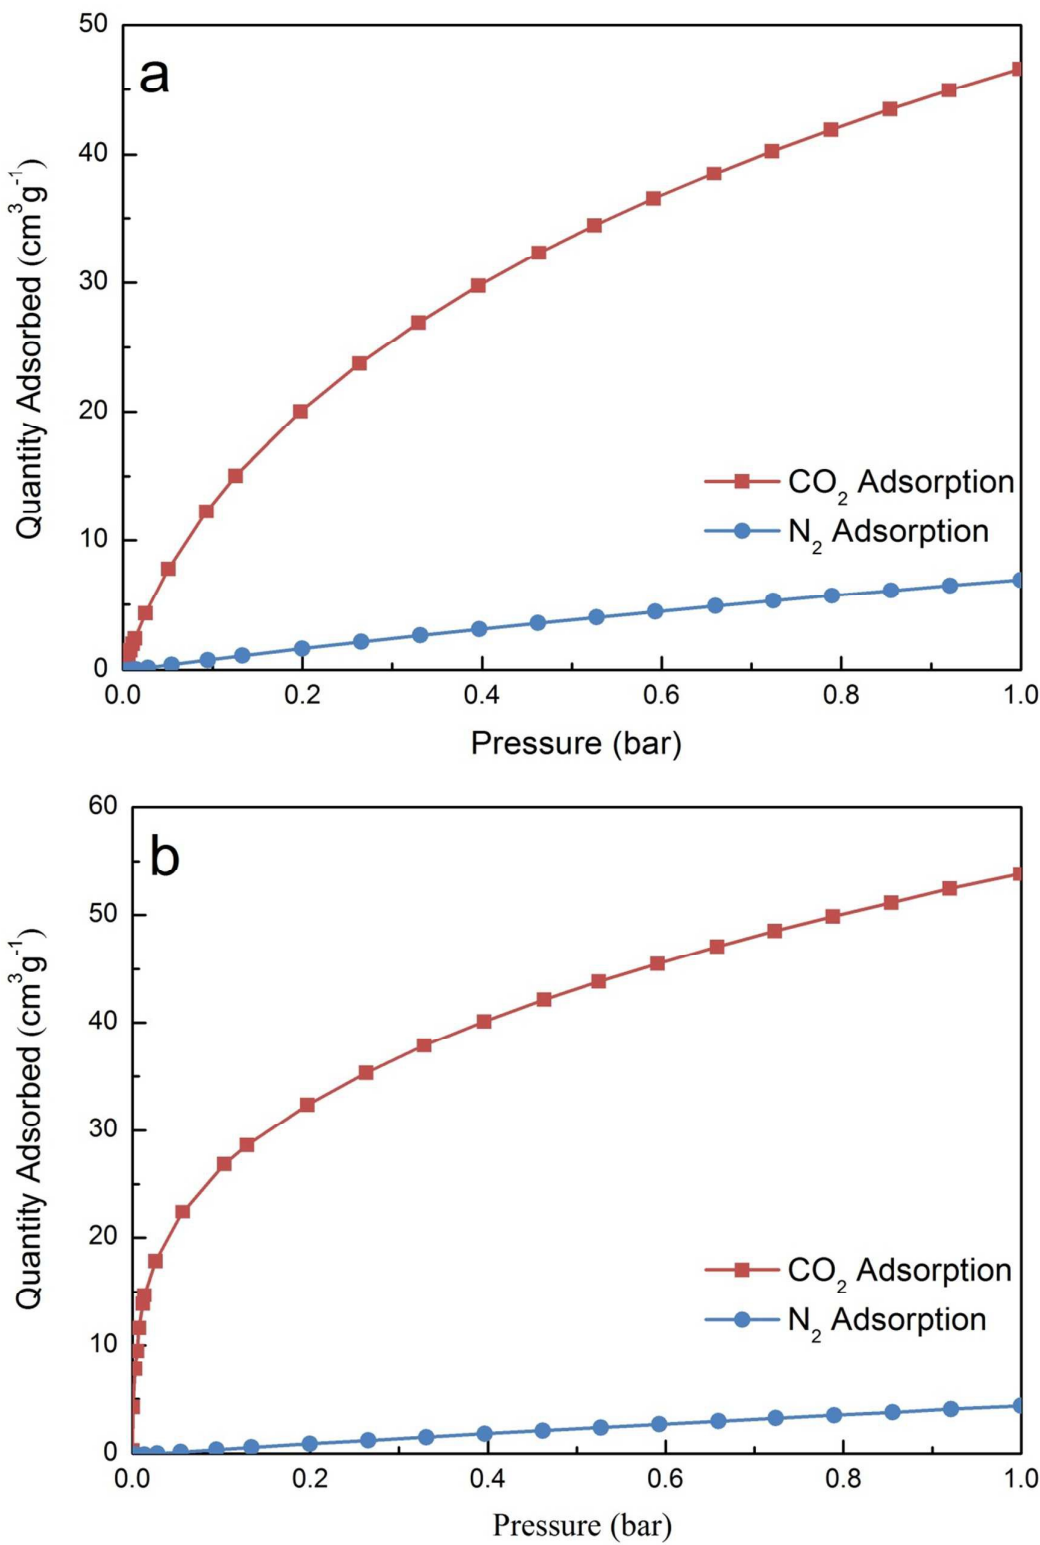 50
a
40
30
20
10
0
Quantity Adsorbed (cm³g⁻¹)
CO₂ Adsorption
N₂ Adsorption
0.0 0.2 0.4 0.6 0.8 1.0
Pressure (bar)
60
b
50
40
30
20
10
0
Quantity Adsorbed (cm³g⁻¹)
CO₂ Adsorption
N₂ Adsorption
0.0 0.2 0.4 0.6 0.8 1.0
Pressure (bar)